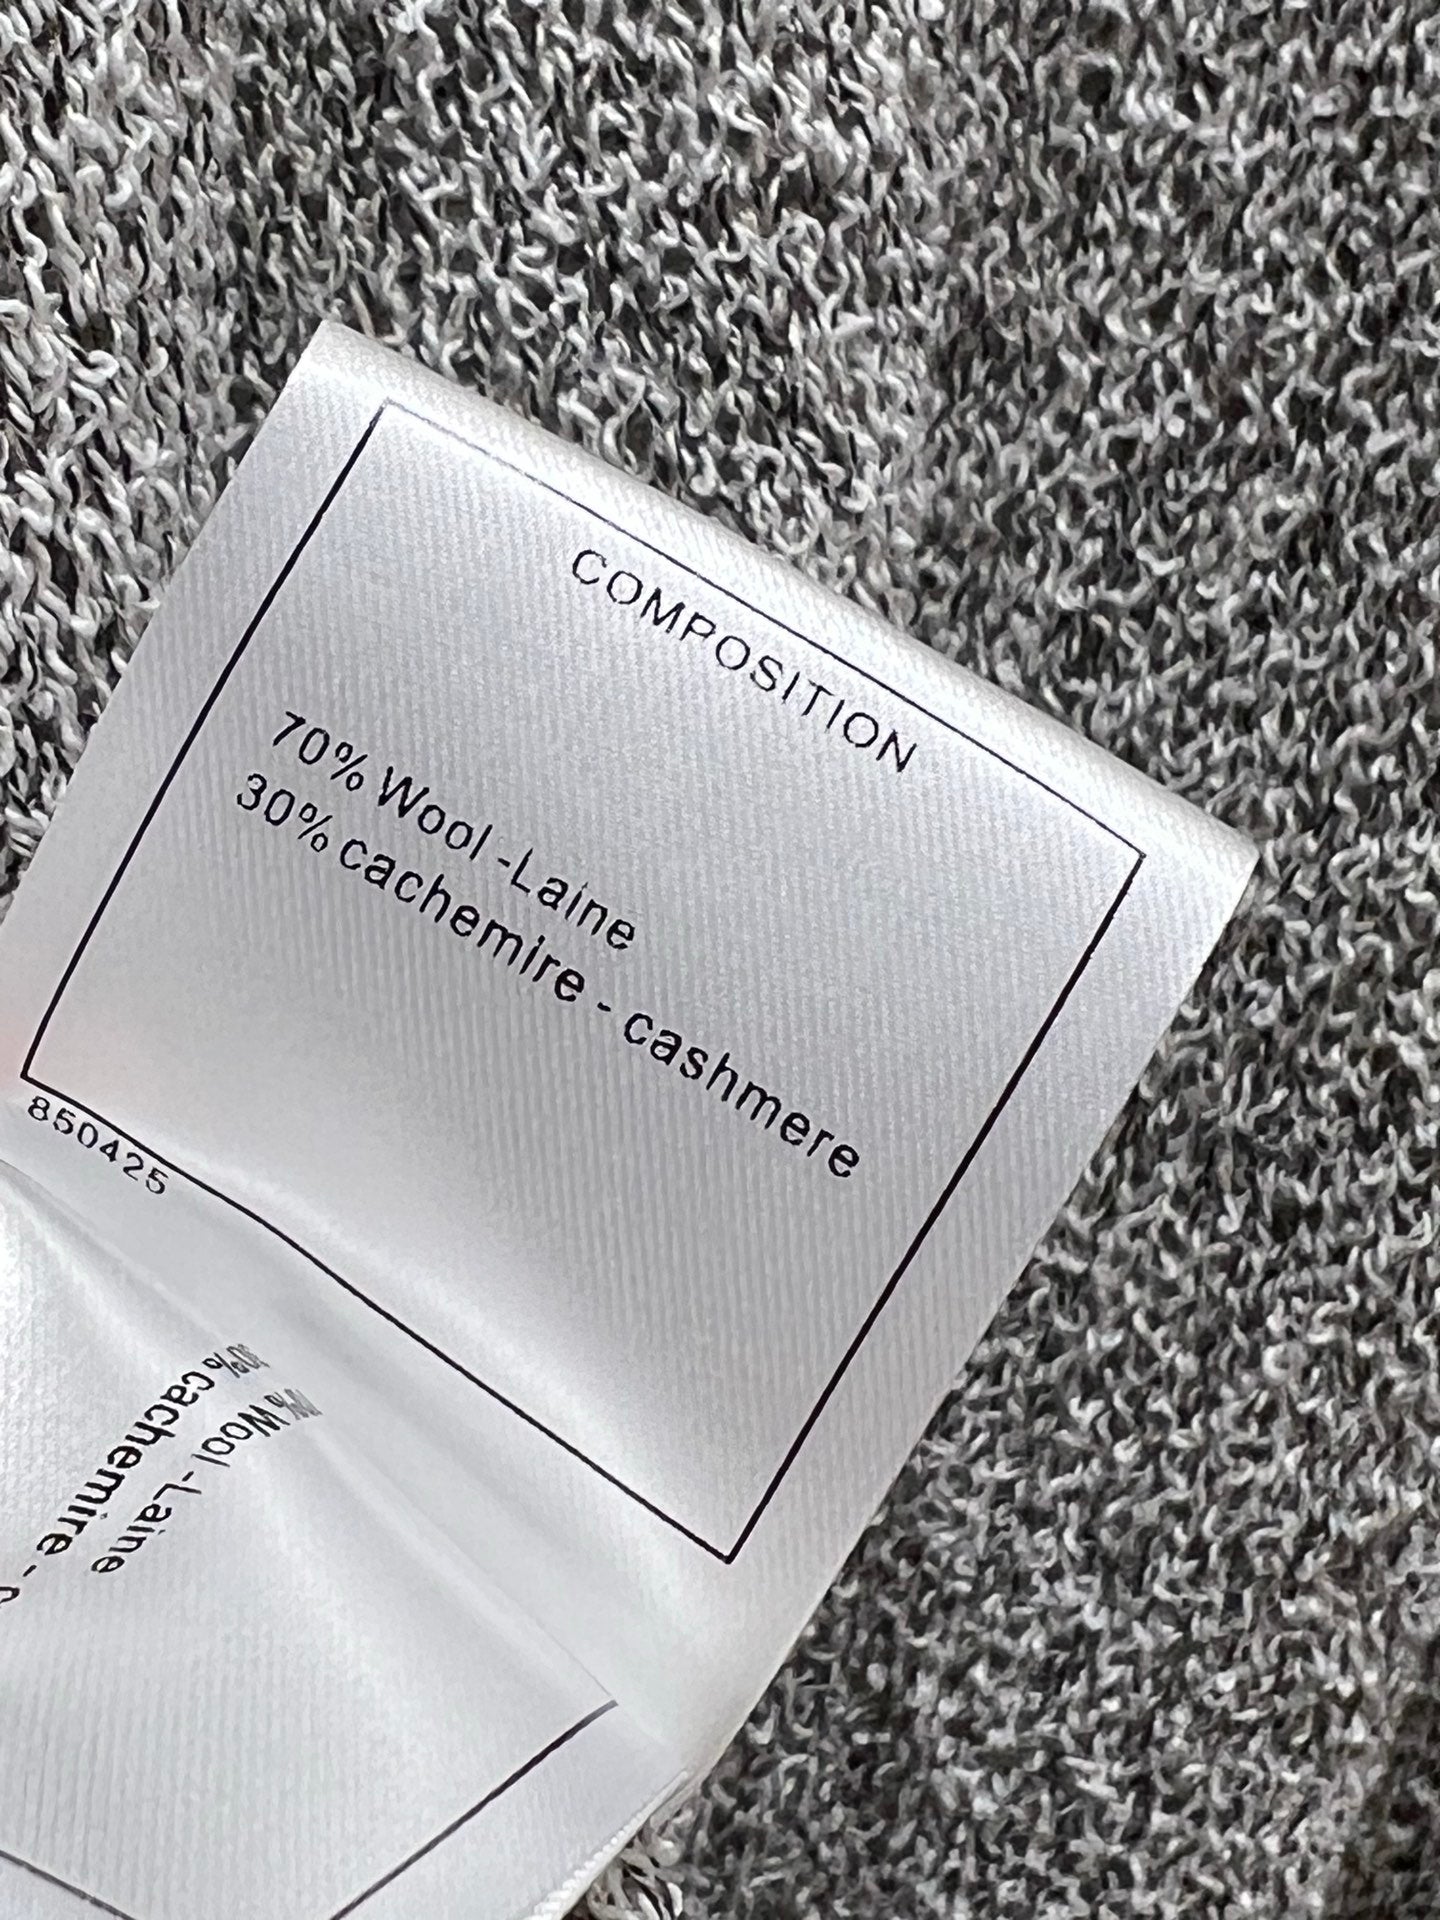 COMPOSITION
70% Wool -Laine
30% cachemire - cashmere
850425
Wool -Laine
% cachemire -